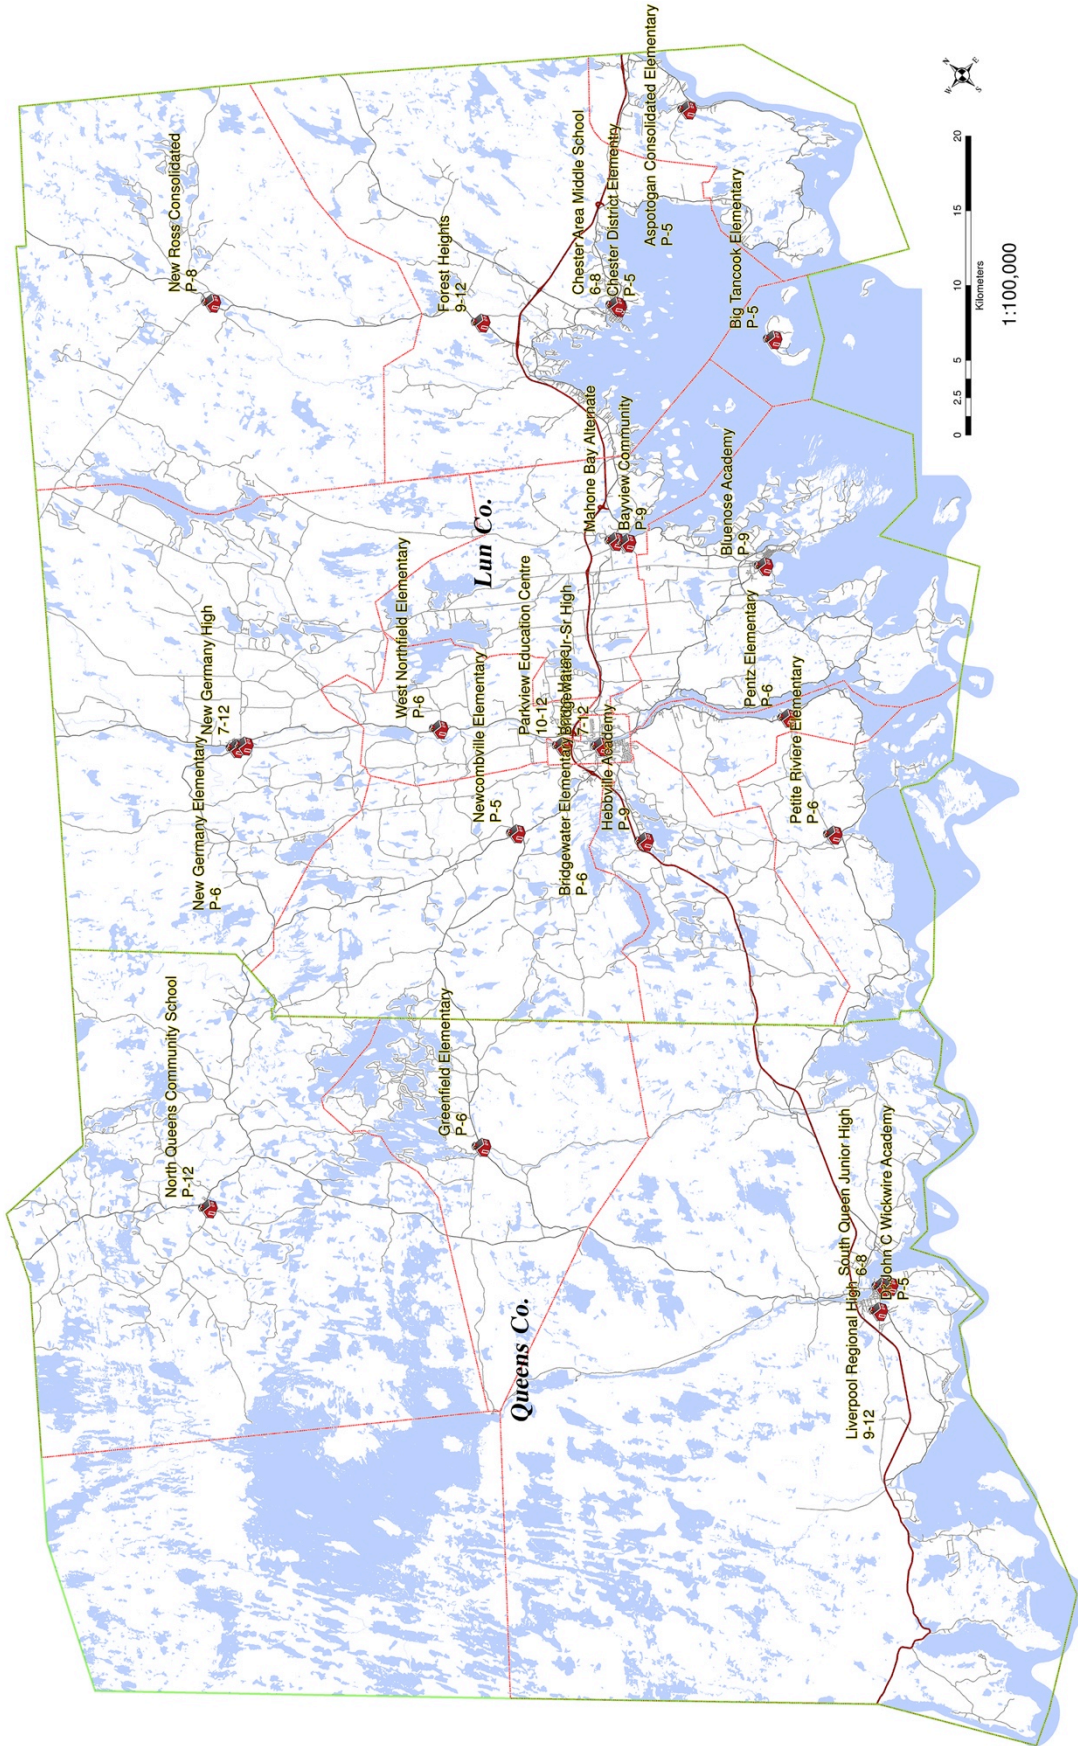 New Ross Consolidated
P-8
North Queens Community School
P-12
New Germany Elementary
P-6
New Germany High
7-12
West Northfield Elementary
P-6
Forest Heights
9-12
Greenfield Elementary
P-6
Lun Co.
Newcombville Elementary
P-5
Queens Co.
Parkview Education Centre
10-12
Bridgewater Elementary
P-6
Bridgewater Jr-Sr High
7-12
Chester Area Middle School
6-8
Mahone Bay Alternate
Chester District Elementry
P-5
Hebbville Academy
P-9
Bayview Community
P-9
Aspotogan Consolidated Elementary
P-5
Bluenose Academy
P-9
Big Tancook Elementary
P-5
Pentz Elementary
P-6
Petite Riviere Elementary
P-6
South Queen Junior High
6-8
Liverpool Regional High
9-12
John C Wickwire Academy
P-5
N
W
E
S
0 2.5 5 10 15 20
Kilometers
1:100,000